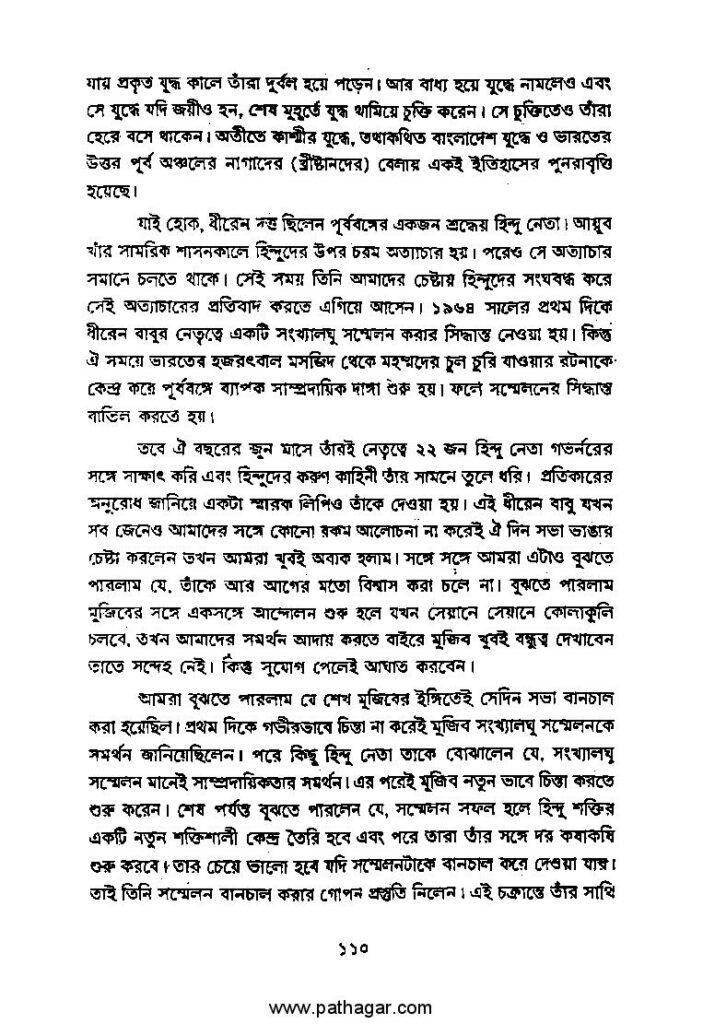 যায় প্রকৃত যুদ্ধ কালে তাঁরা দুর্বল হয়ে পড়েন। আর বাধ্য হয়ে যুদ্ধে নামলেও এবং
সে যুদ্ধে যদি জয়ীও হন, শেষ মুহূর্তে যুদ্ধ থামিয়ে চুক্তি করেন। সে চুক্তিতেও তাঁরা
হেরে বসে থাকেন। অতীতে কাশ্মীর যুদ্ধে, তথাকথিত বাংলাদেশ যুদ্ধে ও ভারতের
উত্তর পূর্ব অঞ্চলের নাগাদের (খ্রীষ্টানদের) বেলায় একই ইতিহাসের পুনরাবৃত্তি
হয়েছে।
যাই হোক, ধীরেন দত্ত ছিলেন পূর্ববঙ্গের একজন শ্রদ্ধেয় হিন্দু নেতা। আয়ুব
খাঁর সামরিক শাসনকালে হিন্দুদের উপর চরম অত্যাচার হয়। পরেও সে অত্যাচার
সমানে চলতে থাকে। সেই সময় তিনি আমাদের চেষ্টায় হিন্দুদের সংঘবদ্ধ করে
সেই অত্যাচারের প্রতিবাদ করতে এগিয়ে আসেন। ১৯৬৪ সালের প্রথম দিকে
ধীরেন বাবুর নেতৃত্বে একটি সংখ্যালঘু সম্মেলন করার সিদ্ধান্ত নেওয়া হয়। কিন্তু
ঐ সময়ে ভারতের হজরৎবাল মসজিদ থেকে মহম্মদের চুল চুরি যাওয়ার রটনাকে
কেন্দ্র করে পূর্ববঙ্গে ব্যাপক সাম্প্রদায়িক দাঙ্গা শুরু হয়। ফলে সম্মেলনের সিদ্ধান্ত
বাতিল করতে হয়।
তবে ঐ বছরের জুন মাসে তাঁরই নেতৃত্বে ২২ জন হিন্দু নেতা গভর্নরের
সঙ্গে সাক্ষাৎ করি এবং হিন্দুদের করুণ কাহিনী তাঁর সামনে তুলে ধরি। প্রতিকারের
অনুরোধ জানিয়ে একটা স্মারক লিপিও তাঁকে দেওয়া হয়। এই ধীরেন বাবু যখন
সব জেনেও আমাদের সঙ্গে কোনো রকম আলোচনা না করেই ঐ দিন সভা ভাঙার
চেষ্টা করলেন তখন আমরা খুবই অবাক হলাম। সঙ্গে সঙ্গে আমরা এটাও বুঝতে
পারলাম যে, তাঁকে আর আগের মতো বিশ্বাস করা চলে না। বুঝতে পারলাম
মুজিবের সঙ্গে একসঙ্গে আন্দোলন শুরু হলে যখন সেয়ানে সেয়ানে কোলাকুলি
চলবে, তখন আমাদের সমর্থন আদায় করতে বাইরে মুজিব খুবই বন্ধুত্ব দেখাবেন
তাতে সন্দেহ নেই। কিন্তু সুযোগ পেলেই আঘাত করবেন।
আমরা বুঝতে পারলাম যে শেখ মুজিবের ইঙ্গিতেই সেদিন সভা বানচাল
করা হয়েছিল। প্রথম দিকে গভীরভাবে চিন্তা না করেই মুজিব সংখ্যালঘু সম্মেলনকে
সমর্থন জানিয়েছিলেন। পরে কিছু হিন্দু নেতা তাকে বোঝালেন যে, সংখ্যালঘু
সম্মেলন মানেই সাম্প্রদায়িকতার সমর্থন। এর পরেই মুজিব নতুন ভাবে চিন্তা করতে
শুরু করেন। শেষ পর্যন্ত বুঝতে পারলেন যে, সম্মেলন সফল হলে হিন্দু শক্তির
একটি নতুন শক্তিশালী কেন্দ্র তৈরি হবে এবং পরে তারা তাঁর সঙ্গে দর কষাকষি
শুরু করবে। তার চেয়ে ভালো হবে যদি সম্মেলনটাকে বানচাল করে দেওয়া যায়।
তাই তিনি সম্মেলন বানচাল করার গোপন প্রস্তুতি নিলেন। এই চক্রান্তে তাঁর সাথি
১১০
www.pathagar.com